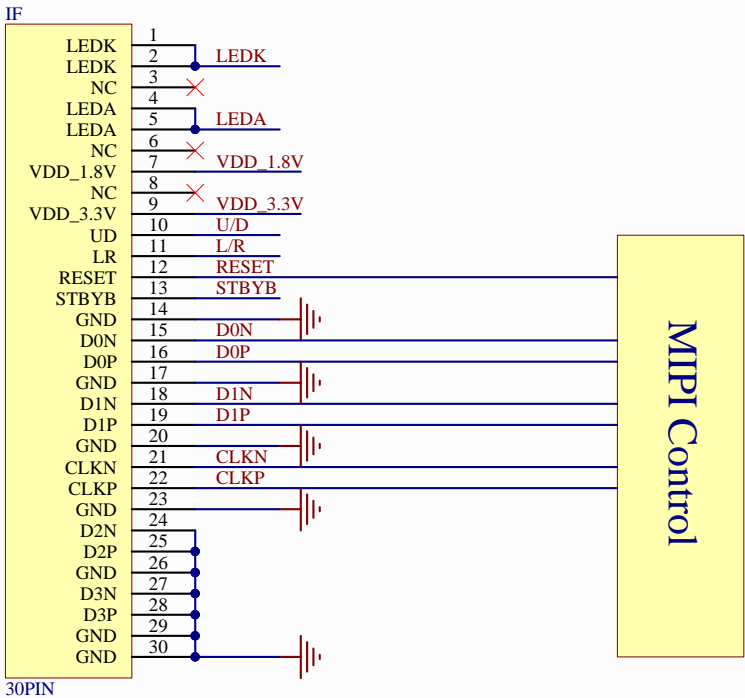 IF
LEDK 1
LEDK 2 LEDK
NC 3
LEDA 4
LEDA 5 LEDA
NC 6
VDD_1.8V 7 VDD_1.8V
NC 8
VDD_3.3V 9 VDD_3.3V
UD 10 U/D
LR 11 L/R
RESET 12 RESET
STBYB 13 STBYB
GND 14
D0N 15 D0N
D0P 16 D0P
GND 17
D1N 18 D1N
D1P 19 D1P
GND 20
CLKN 21 CLKN
CLKP 22 CLKP
GND 23
D2N 24
D2P 25
GND 26
D3N 27
D3P 28
GND 29
GND 30
30PIN
MIPI Control